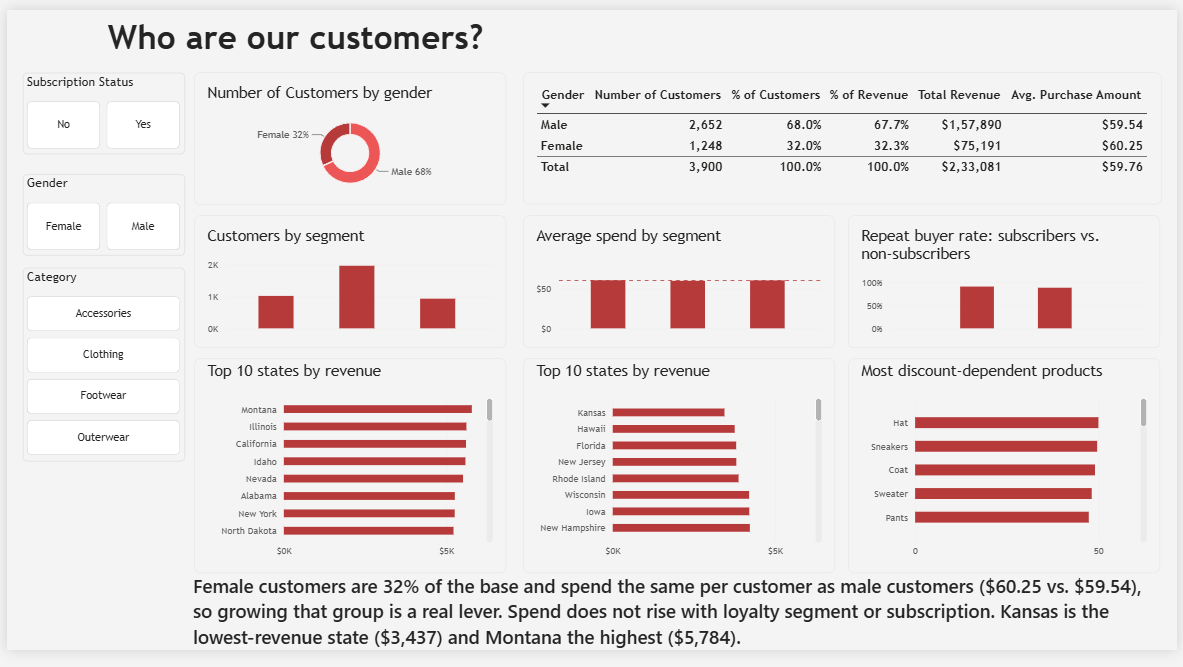 Who are our customers?
Subscription Status
No Yes
Gender
Female Male
Category
Accessories
Clothing
Footwear
Outerwear
Number of Customers by gender
Female 32%
Male 68%
Gender Number of Customers % of Customers % of Revenue Total Revenue Avg. Purchase Amount
Male 2,652 68.0% 67.7% $1,57,890 $59.54
Female 1,248 32.0% 32.3% $75,191 $60.25
Total 3,900 100.0% 100.0% $2,33,081 $59.76
Customers by segment
2K
1K
0K
Average spend by segment
$50
$0
Repeat buyer rate: subscribers vs.
non-subscribers
100%
50%
0%
Top 10 states by revenue
Montana
Illinois
California
Idaho
Nevada
Alabama
New York
North Dakota
$0K $5K
Top 10 states by revenue
Kansas
Hawaii
Florida
New Jersey
Rhode Island
Wisconsin
Iowa
New Hampshire
$0K $5K
Most discount-dependent products
Hat
Sneakers
Coat
Sweater
Pants
0 50
Female customers are 32% of the base and spend the same per customer as male customers ($60.25 vs. $59.54),
so growing that group is a real lever. Spend does not rise with loyalty segment or subscription. Kansas is the
lowest-revenue state ($3,437) and Montana the highest ($5,784).